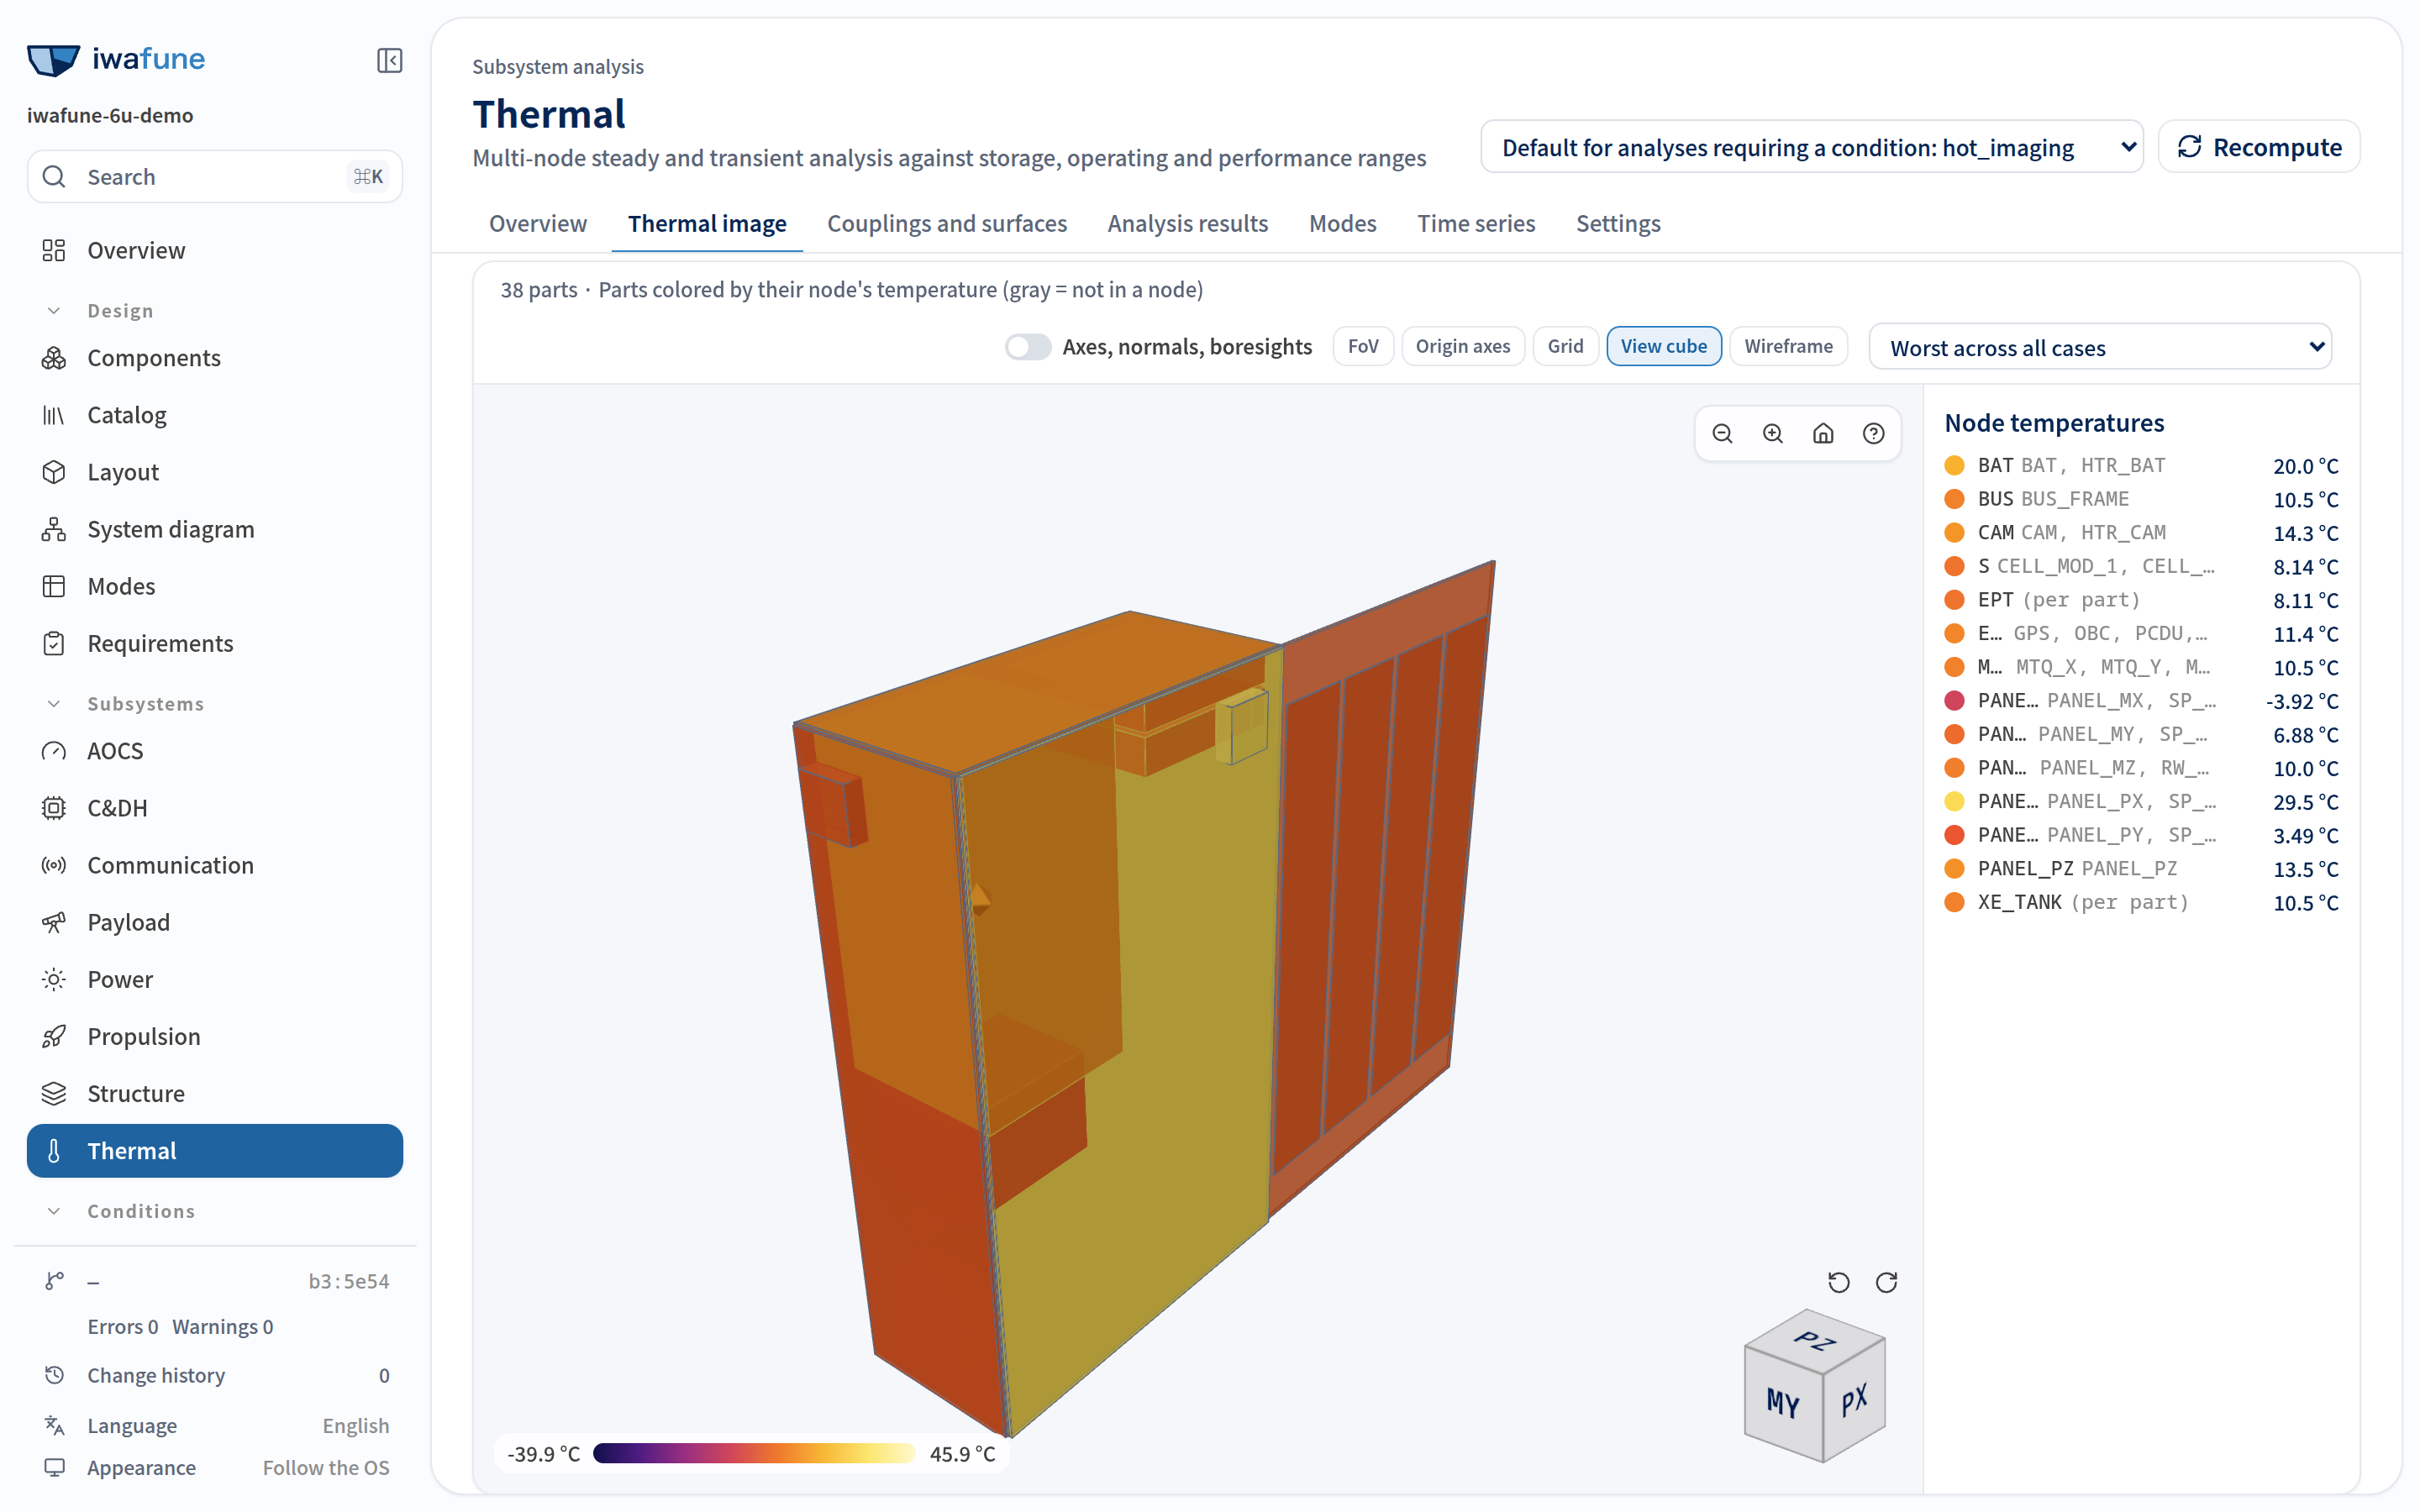 iwafune
iwafune-6u-demo
Search ⌘K
Overview
Design
Components
Catalog
Layout
System diagram
Modes
Requirements
Subsystems
AOCS
C&DH
Communication
Payload
Power
Propulsion
Structure
Thermal
Conditions
– b3:5e54
Errors 0 Warnings 0
Change history 0
Language English
Appearance Follow the OS
Subsystem analysis
Thermal
Multi-node steady and transient analysis against storage, operating and performance ranges
Default for analyses requiring a condition: hot_imaging
Recompute
Overview Thermal image Couplings and surfaces Analysis results Modes Time series Settings
38 parts · Parts colored by their node's temperature (gray = not in a node)
Axes, normals, boresights FoV Origin axes Grid View cube Wireframe Worst across all cases
Node temperatures
BAT BAT, HTR_BAT 20.0 °C
BUS BUS_FRAME 10.5 °C
CAM CAM, HTR_CAM 14.3 °C
S CELL_MOD_1, CELL_… 8.14 °C
EPT (per part) 8.11 °C
E… GPS, OBC, PCDU,… 11.4 °C
M… MTQ_X, MTQ_Y, M… 10.5 °C
PANE… PANEL_MX, SP_… -3.92 °C
PAN… PANEL_MY, SP_… 6.88 °C
PAN… PANEL_MZ, RW_… 10.0 °C
PANE… PANEL_PX, SP_… 29.5 °C
PANE… PANEL_PY, SP_… 3.49 °C
PANEL_PZ PANEL_PZ 13.5 °C
XE_TANK (per part) 10.5 °C
PZ
MY PX
-39.9 °C 45.9 °C